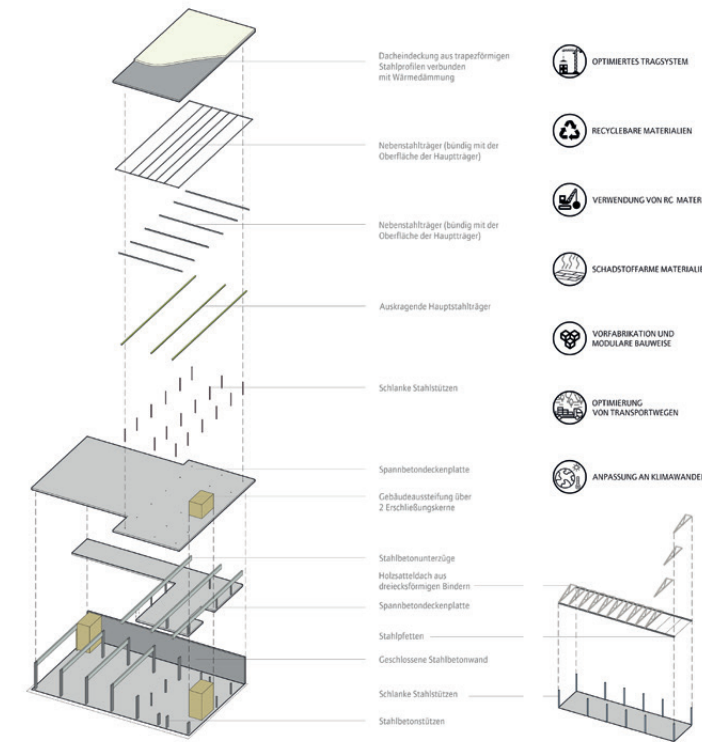 Dacheindeckung aus trapezförmigen
Stahlprofilen verbunden
mit Wärmedämmung
Nebenstahlträger (bündig mit der
Oberfläche der Hauptträger)
Nebenstahlträger (bündig mit der
Oberfläche der Hauptträger)
Auskragende Hauptstahlträger
Schlanke Stahlstützen
Spannbetondeckenplatte
Gebäudeaussteifung über
2 Erschließungskerne
Stahlbetonunterzüge
Holzsatteldach aus
dreiecksförmigen Bindern
Spannbetondeckenplatte
Stahlpfetten
Geschlossene Stahlbetonwand
Schlanke Stahlstützen
Stahlbetonstützen
OPTIMIERTES TRAGSYSTEM
RECYCLEBARE MATERIALIEN
VERWENDUNG VON RC MATER
SCHADSTOFFARME MATERIALIE
VORFABRIKATION UND
MODULARE BAUWEISE
OPTIMIERUNG
VON TRANSPORTWEGEN
ANPASSUNG AN KLIMAWANDE